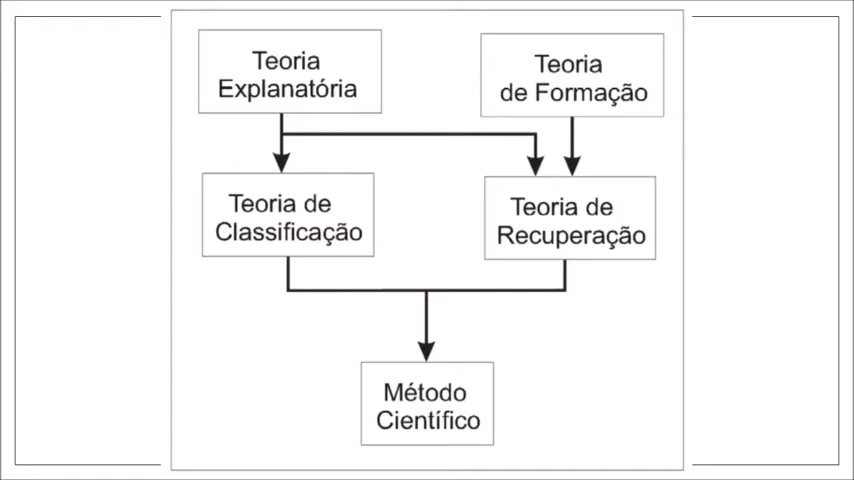 Teoria
Explanatória
Teoria
de Formação
Teoria de
Classificação
Teoria de
Recuperação
Método
Científico